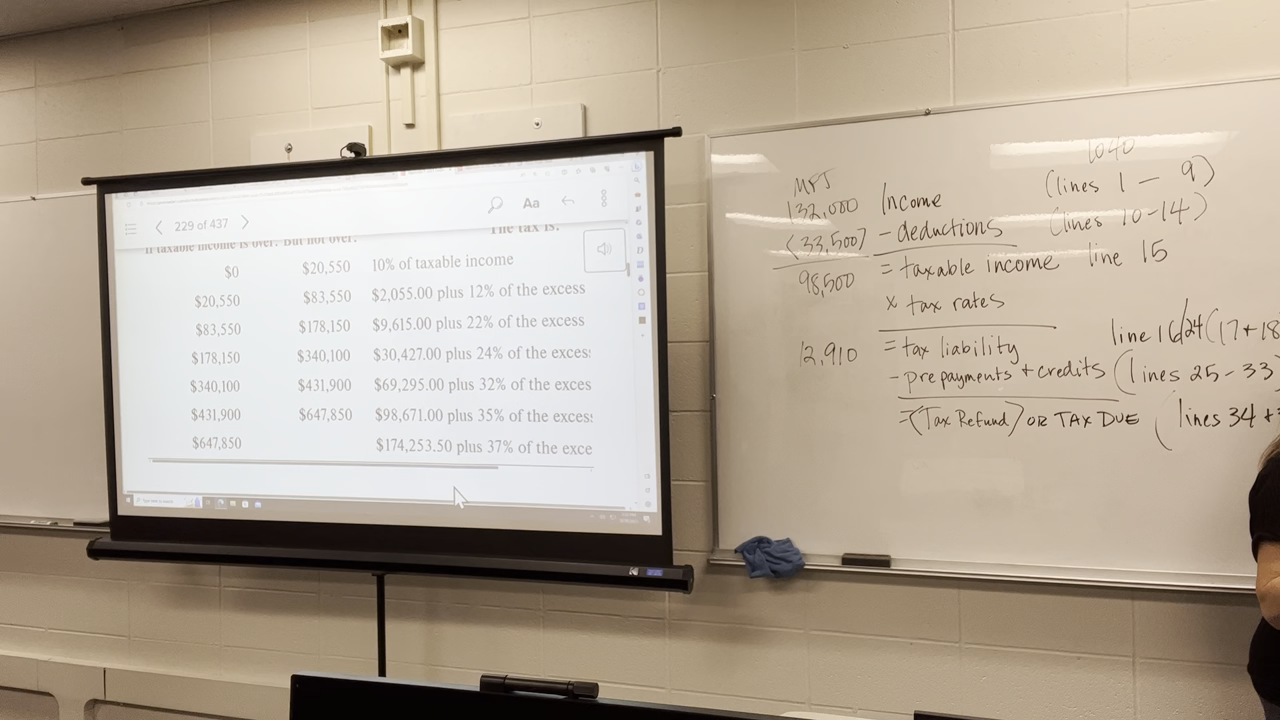 Aa
229 of 437
If taxable income is over: But not over: The tax is:
$0 $20,550 10% of taxable income
$20,550 $83,550 $2,055.00 plus 12% of the excess
$83,550 $178,150 $9,615.00 plus 22% of the excess
$178,150 $340,100 $30,427.00 plus 24% of the exces
$340,100 $431,900 $69,295.00 plus 32% of the exces
$431,900 $647,850 $98,671.00 plus 35% of the exces
$647,850 $174,253.50 plus 37% of the exce
1040
MFJ
132,000 Income (lines 1 - 9)
(33,500) - deductions (lines 10-14)
98,500 = taxable income line 15
x tax rates
12,910 = tax liability line 16/24 (17+18
- prepayments + credits (lines 25-33
= (Tax Refund) OR TAX DUE (lines 34 +